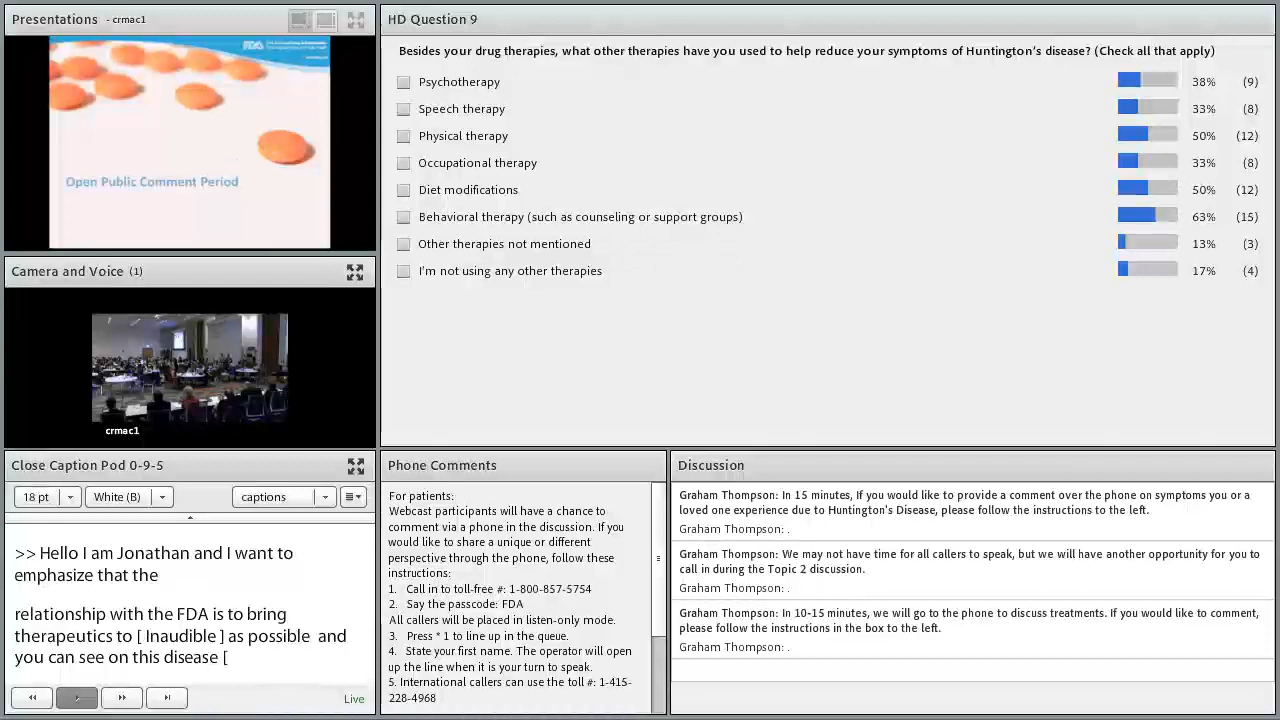 Presentations - crmac1
FDA
Open Public Comment Period
Camera and Voice (1)
crmac1
Close Caption Pod 0-9-5
18 pt
White (B)
captions
>> Hello I am Jonathan and I want to
emphasize that the
relationship with the FDA is to bring
therapeutics to [ Inaudible ] as possible and
you can see on this disease [
Live
HD Question 9
Besides your drug therapies, what other therapies have you used to help reduce your symptoms of Huntington's disease? (Check all that apply)
Psychotherapy 38% (9)
Speech therapy 33% (8)
Physical therapy 50% (12)
Occupational therapy 33% (8)
Diet modifications 50% (12)
Behavioral therapy (such as counseling or support groups) 63% (15)
Other therapies not mentioned 13% (3)
I'm not using any other therapies 17% (4)
Phone Comments
For patients:
Webcast participants will have a chance to
comment via a phone in the discussion. If you
would like to share a unique or different
perspective through the phone, follow these
instructions:
1. Call in to toll-free #: 1-800-857-5754
2. Say the passcode: FDA
All callers will be placed in listen-only mode.
3. Press * 1 to line up in the queue.
4. State your first name. The operator will open
up the line when it is your turn to speak.
5. International callers can use the toll #: 1-415-
228-4968
Discussion
Graham Thompson: In 15 minutes, If you would like to provide a comment over the phone on symptoms you or a
loved one experience due to Huntington's Disease, please follow the instructions to the left.
Graham Thompson: .
Graham Thompson: We may not have time for all callers to speak, but we will have another opportunity for you to
call in during the Topic 2 discussion.
Graham Thompson: .
Graham Thompson: In 10-15 minutes, we will go to the phone to discuss treatments. If you would like to comment,
please follow the instructions in the box to the left.
Graham Thompson: .